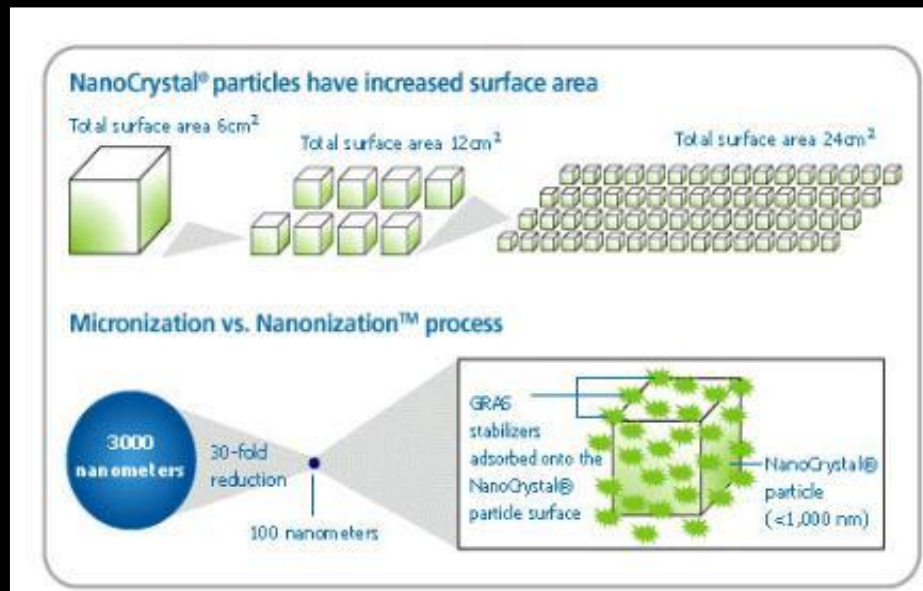 NanoCrystal® particles have increased surface area
Total surface area 6cm²
Total surface area 12cm²
Total surface area 24cm²
Micronization vs. Nanonization™ process
3000
nanometers
30-fold
reduction
100 nanometers
GRAS
stabilizers
adsorbed onto the
NanoCrystal®
particle surface
NanoCrystal®
particle
(<1,000 nm)